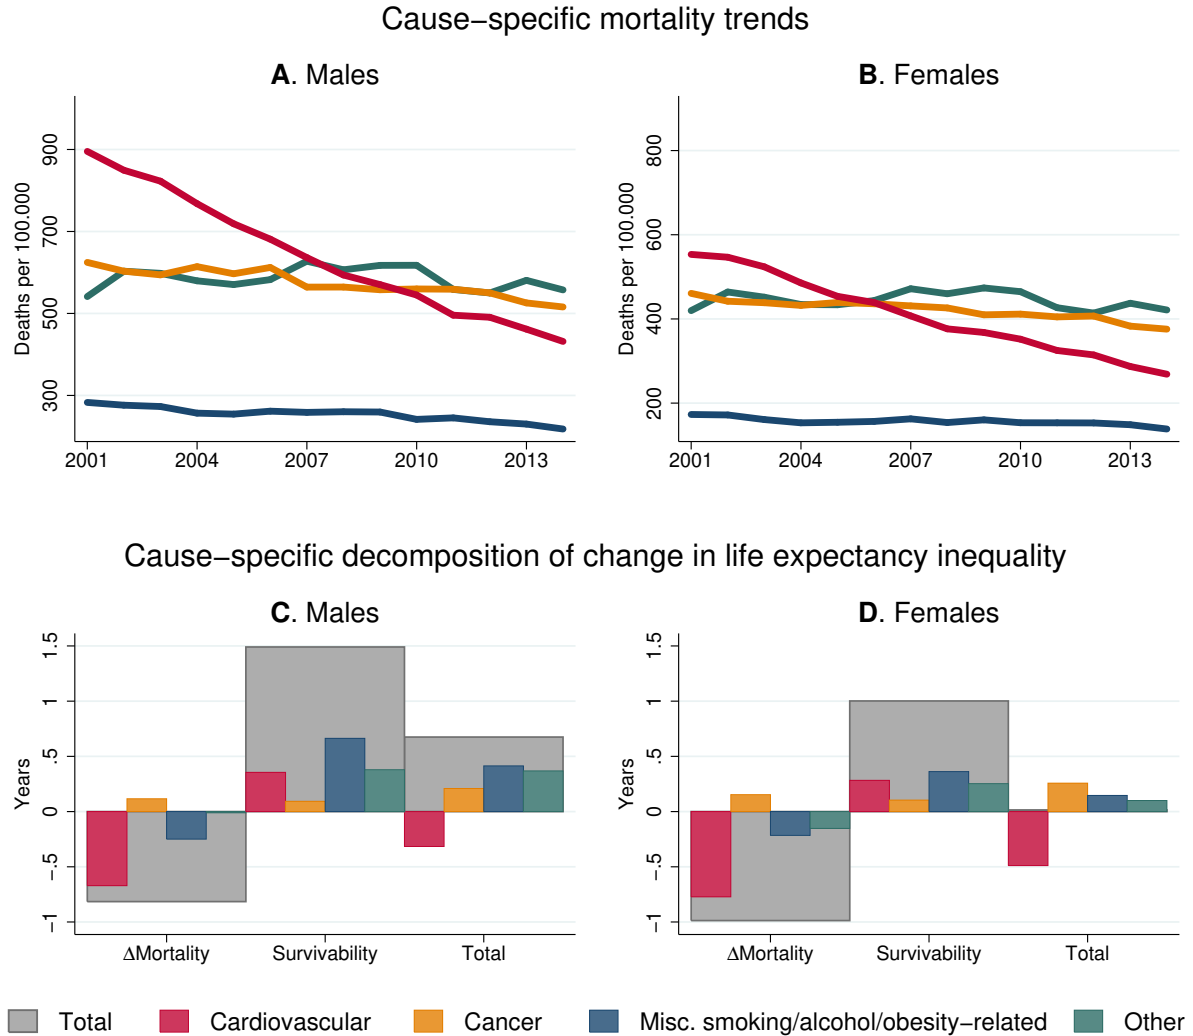 Cause−specific mortality trends
A. Males
B. Females
Deaths per 100.000
900
700
500
300
2001 2004 2007 2010 2013
Deaths per 100.000
800
600
400
200
2001 2004 2007 2010 2013
Cause−specific decomposition of change in life expectancy inequality
C. Males
D. Females
Years
1.5
1
.5
0
−.5
−1
ΔMortality Survivability Total
Years
1.5
1
.5
0
−.5
−1
ΔMortality Survivability Total
Total Cardiovascular Cancer Misc. smoking/alcohol/obesity−related Other